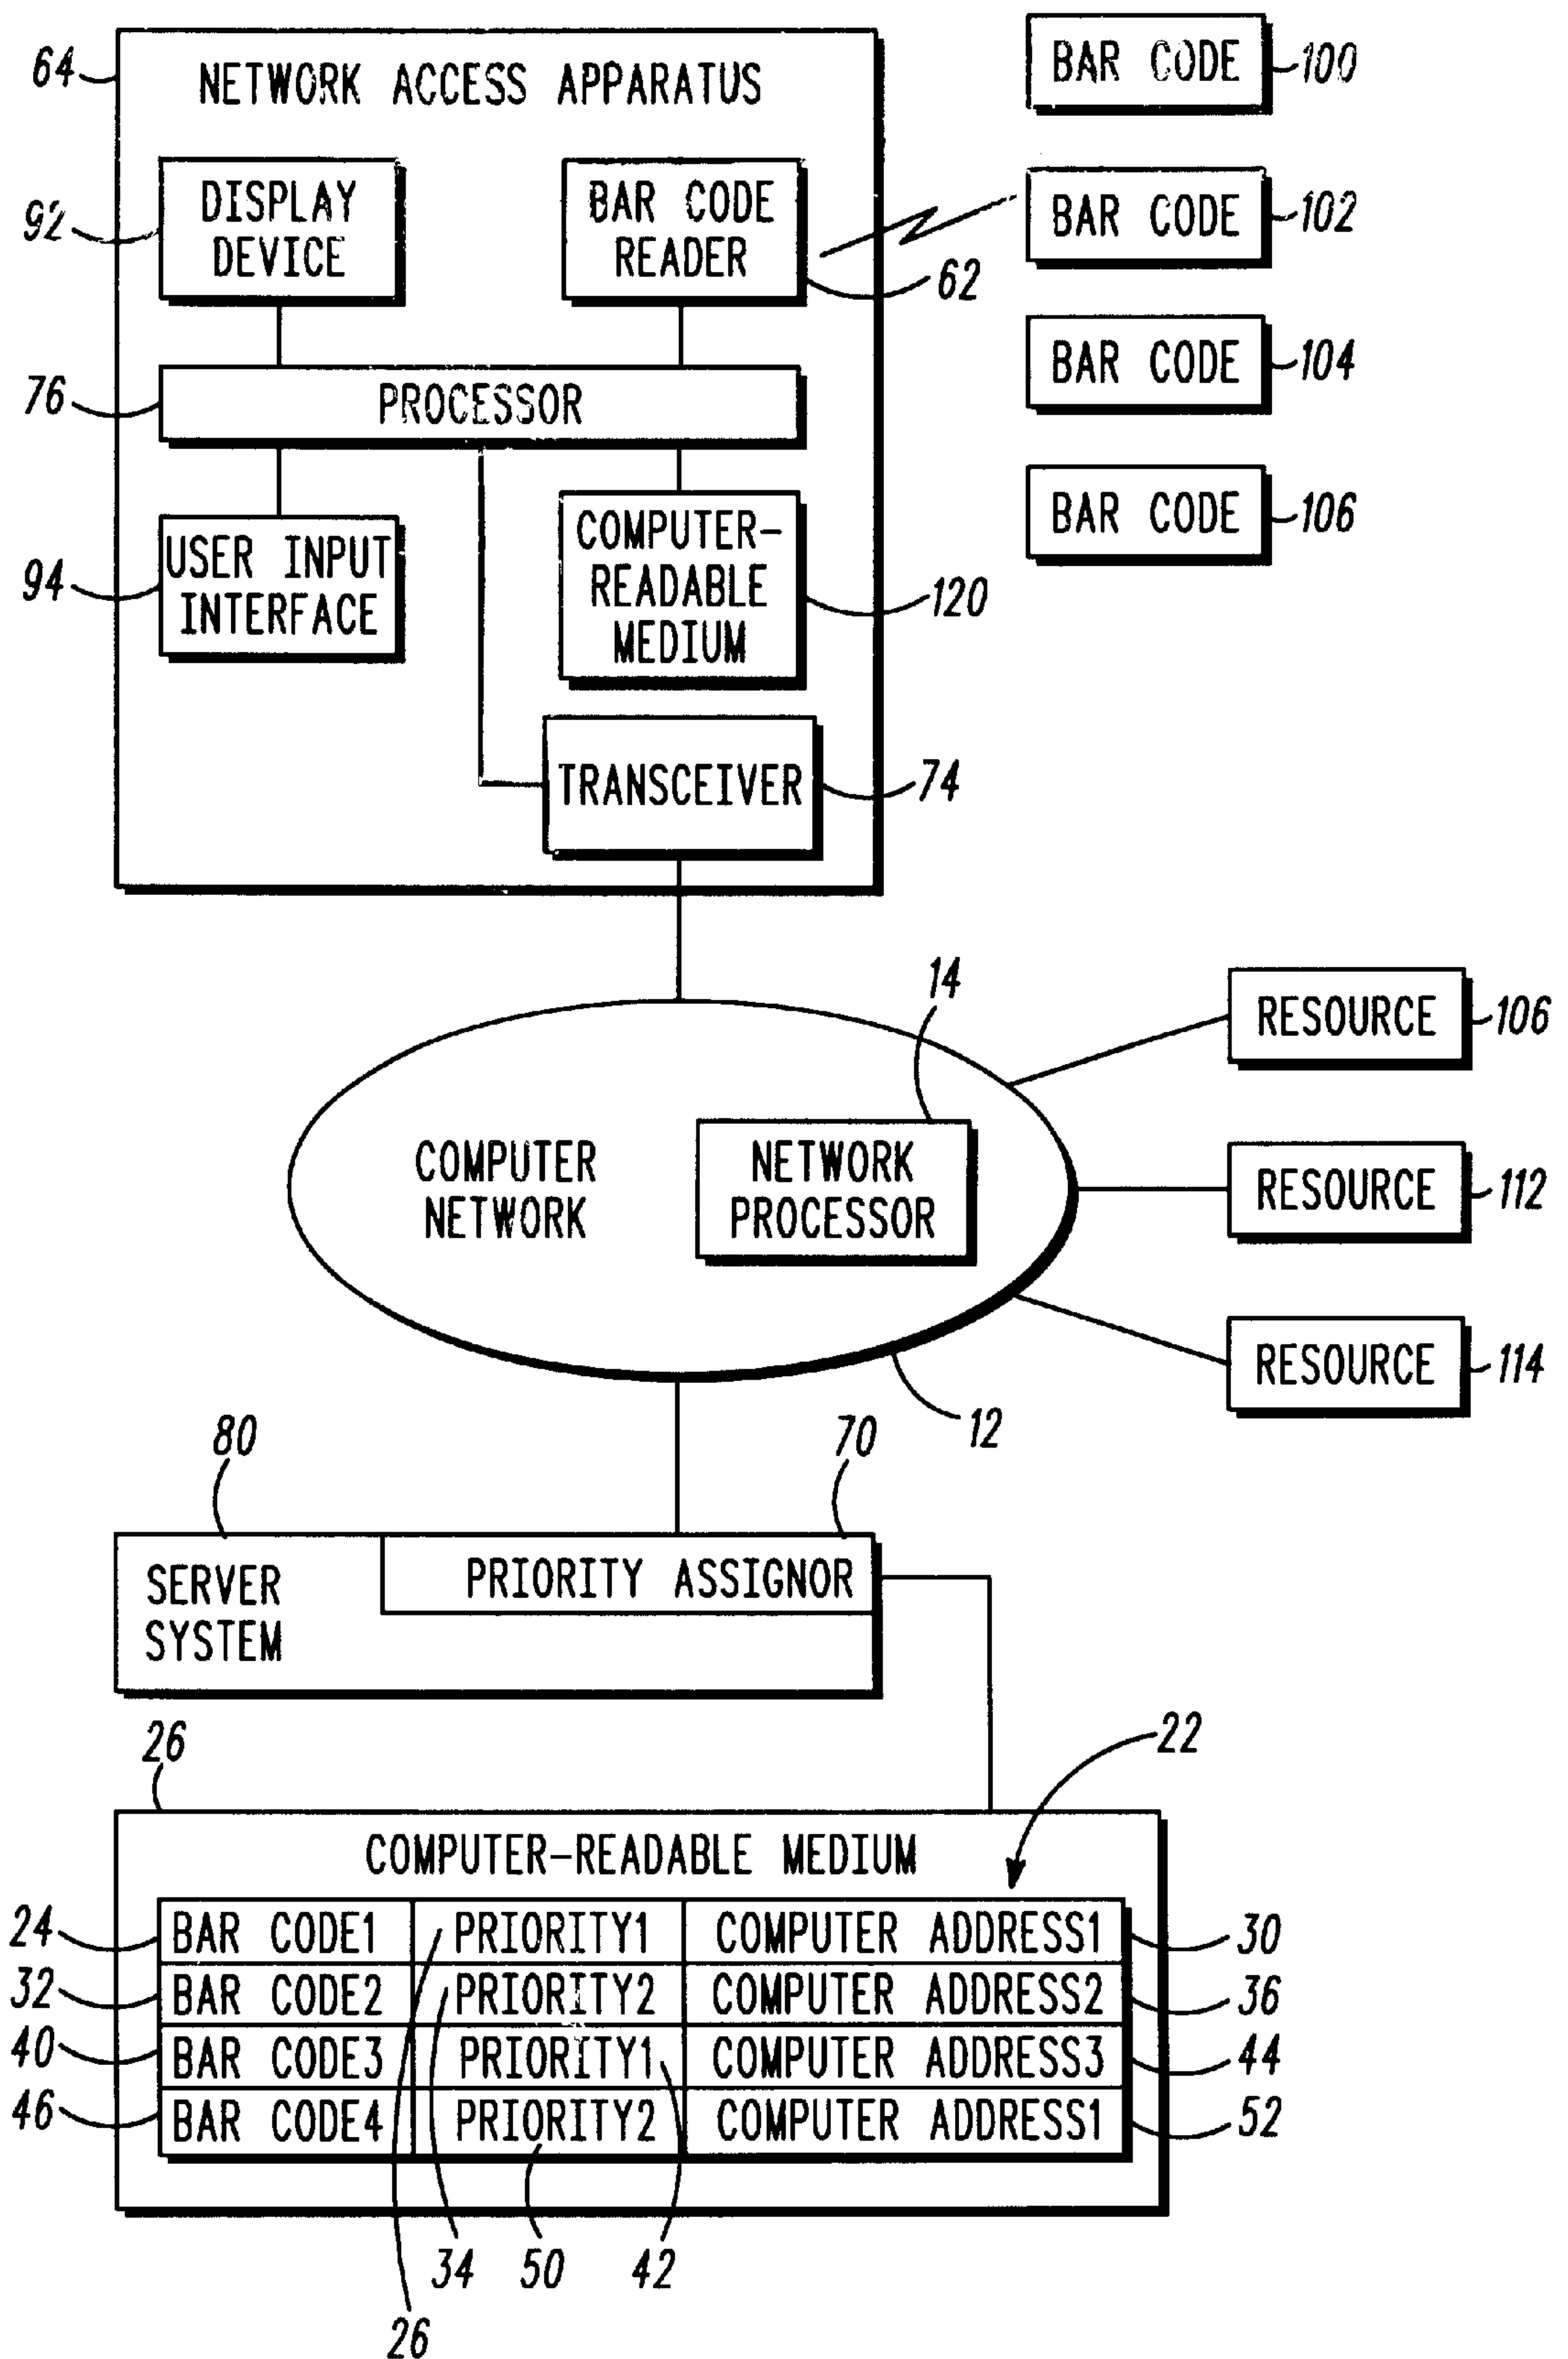 64
NETWORK ACCESS APPARATUS
BAR CODE
100
92
DISPLAY
DEVICE
BAR CODE
READER
62
BAR CODE
102
76
PROCESSOR
BAR CODE
104
94
USER INPUT
INTERFACE
COMPUTER-
READABLE
MEDIUM
120
BAR CODE
106
TRANSCEIVER
74
14
RESOURCE
106
COMPUTER
NETWORK
NETWORK
PROCESSOR
RESOURCE
112
RESOURCE
114
12
80
70
SERVER
SYSTEM
PRIORITY ASSIGNOR
26
22
COMPUTER-READABLE MEDIUM
24 BAR CODE1 PRIORITY1 COMPUTER ADDRESS1 30
32 BAR CODE2 PRIORITY2 COMPUTER ADDRESS2 36
40 BAR CODE3 PRIORITY1 COMPUTER ADDRESS3 44
46 BAR CODE4 PRIORITY2 COMPUTER ADDRESS1 52
34 50 42
26